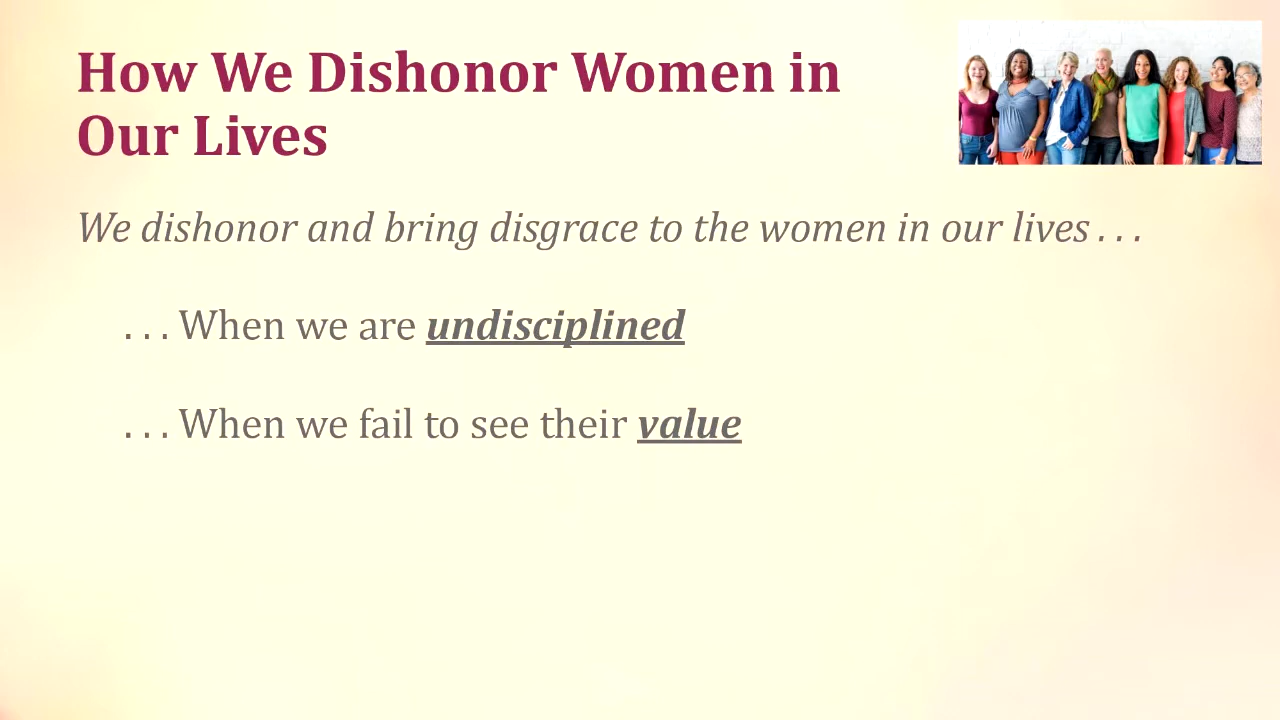 How We Dishonor Women in
Our Lives
We dishonor and bring disgrace to the women in our lives . . .
. . . When we are undisciplined
. . . When we fail to see their value